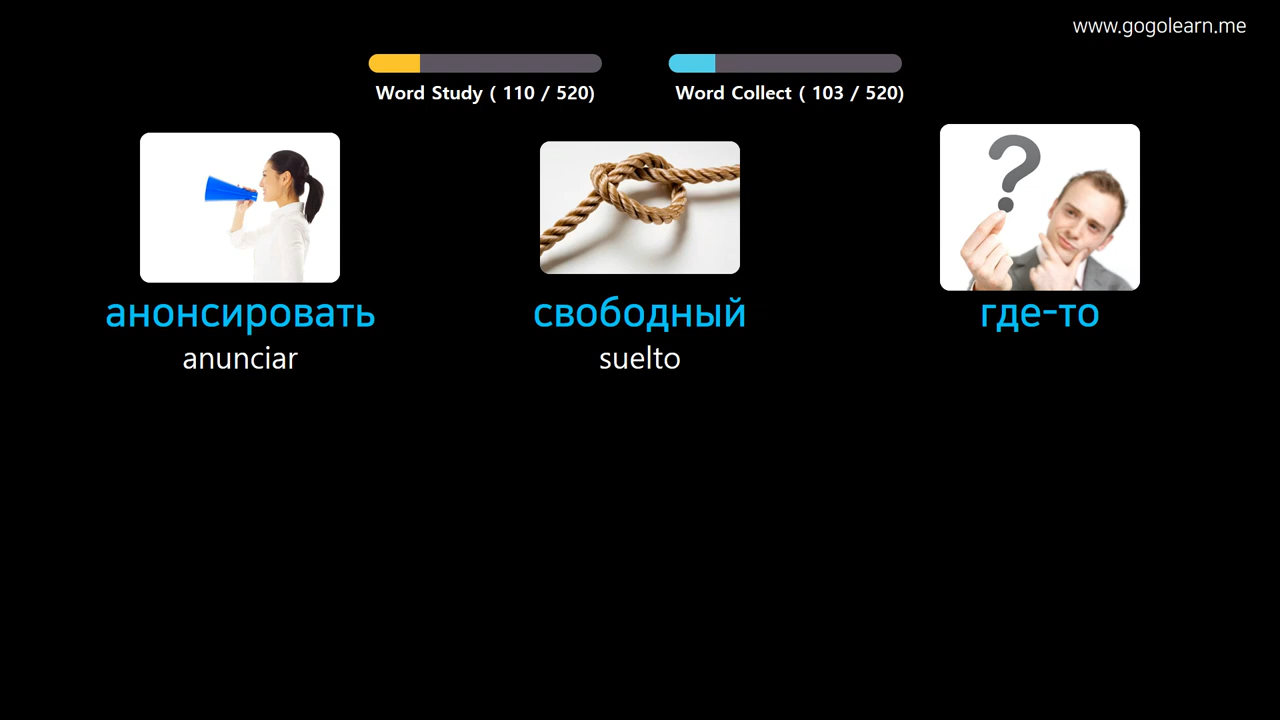 www.gogolearn.me
Word Study ( 110 / 520)
Word Collect ( 103 / 520)
анонсировать
anunciar
свободный
suelto
где-то